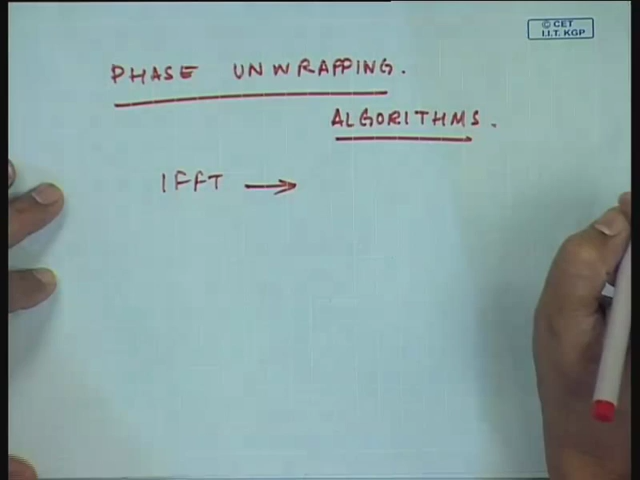 © CET
I.I.T. KGP
PHASE UNWRAPPING.
ALGORITHMS.
IFFT →